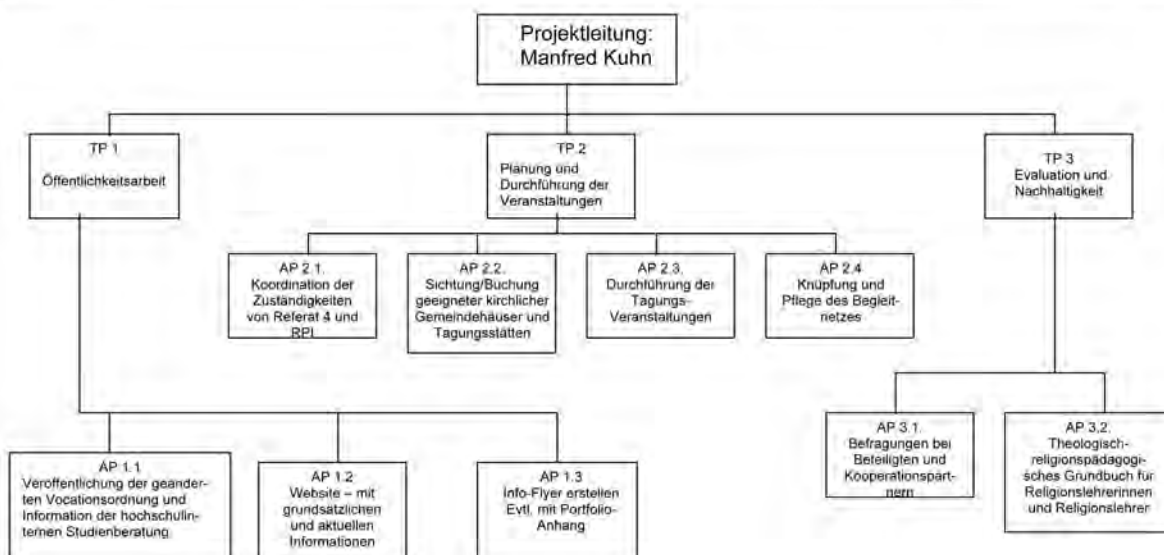 Projektleitung:
Manfred Kuhn
TP 1
Öffentlichkeitsarbeit
TP 2
Planung und
Durchführung der
Veranstaltungen
TP 3
Evaluation und
Nachhaltigkeit
AP 2.1.
Koordination der
Zuständigkeiten
von Referat 4 und
RPI
AP 2.2.
Sichtung/Buchung
geeigneter kirchlicher
Gemeindehäuser und
Tagungsstätten
AP 2.3.
Durchführung der
Tagungs-
Veranstaltungen
AP 2.4
Knüpfung und
Pflege des Begleit-
netzes
AP 1.1
Veröffentlichung der geänder-
ten Vocationsordnung und
Information der hochschulin-
ternen Studienberatung
AP 1.2
Website – mit
grundsätzlichen
und aktuellen
Informationen
AP 1.3
Info-Flyer erstellen
Evtl. mit Portfolio-
Anhang
AP 3.1.
Befragungen bei
Beteiligten und
Kooperationspart-
nern
AP 3.2.
Theologisch-
religionspädagogi-
sches Grundbuch für
Religionslehrerinnen
und Religionslehrer